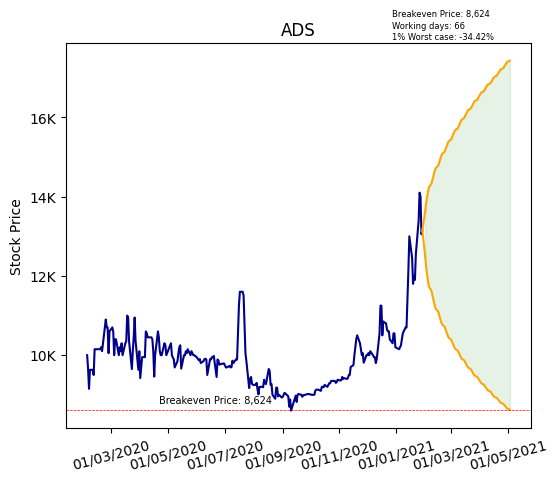 Breakeven Price: 8,624
Working days: 66
1% Worst case: -34.42%
ADS
Stock Price
16K
14K
12K
10K
Breakeven Price: 8,624
01/03/2020
01/05/2020
01/07/2020
01/09/2020
01/11/2020
01/01/2021
01/03/2021
01/05/2021